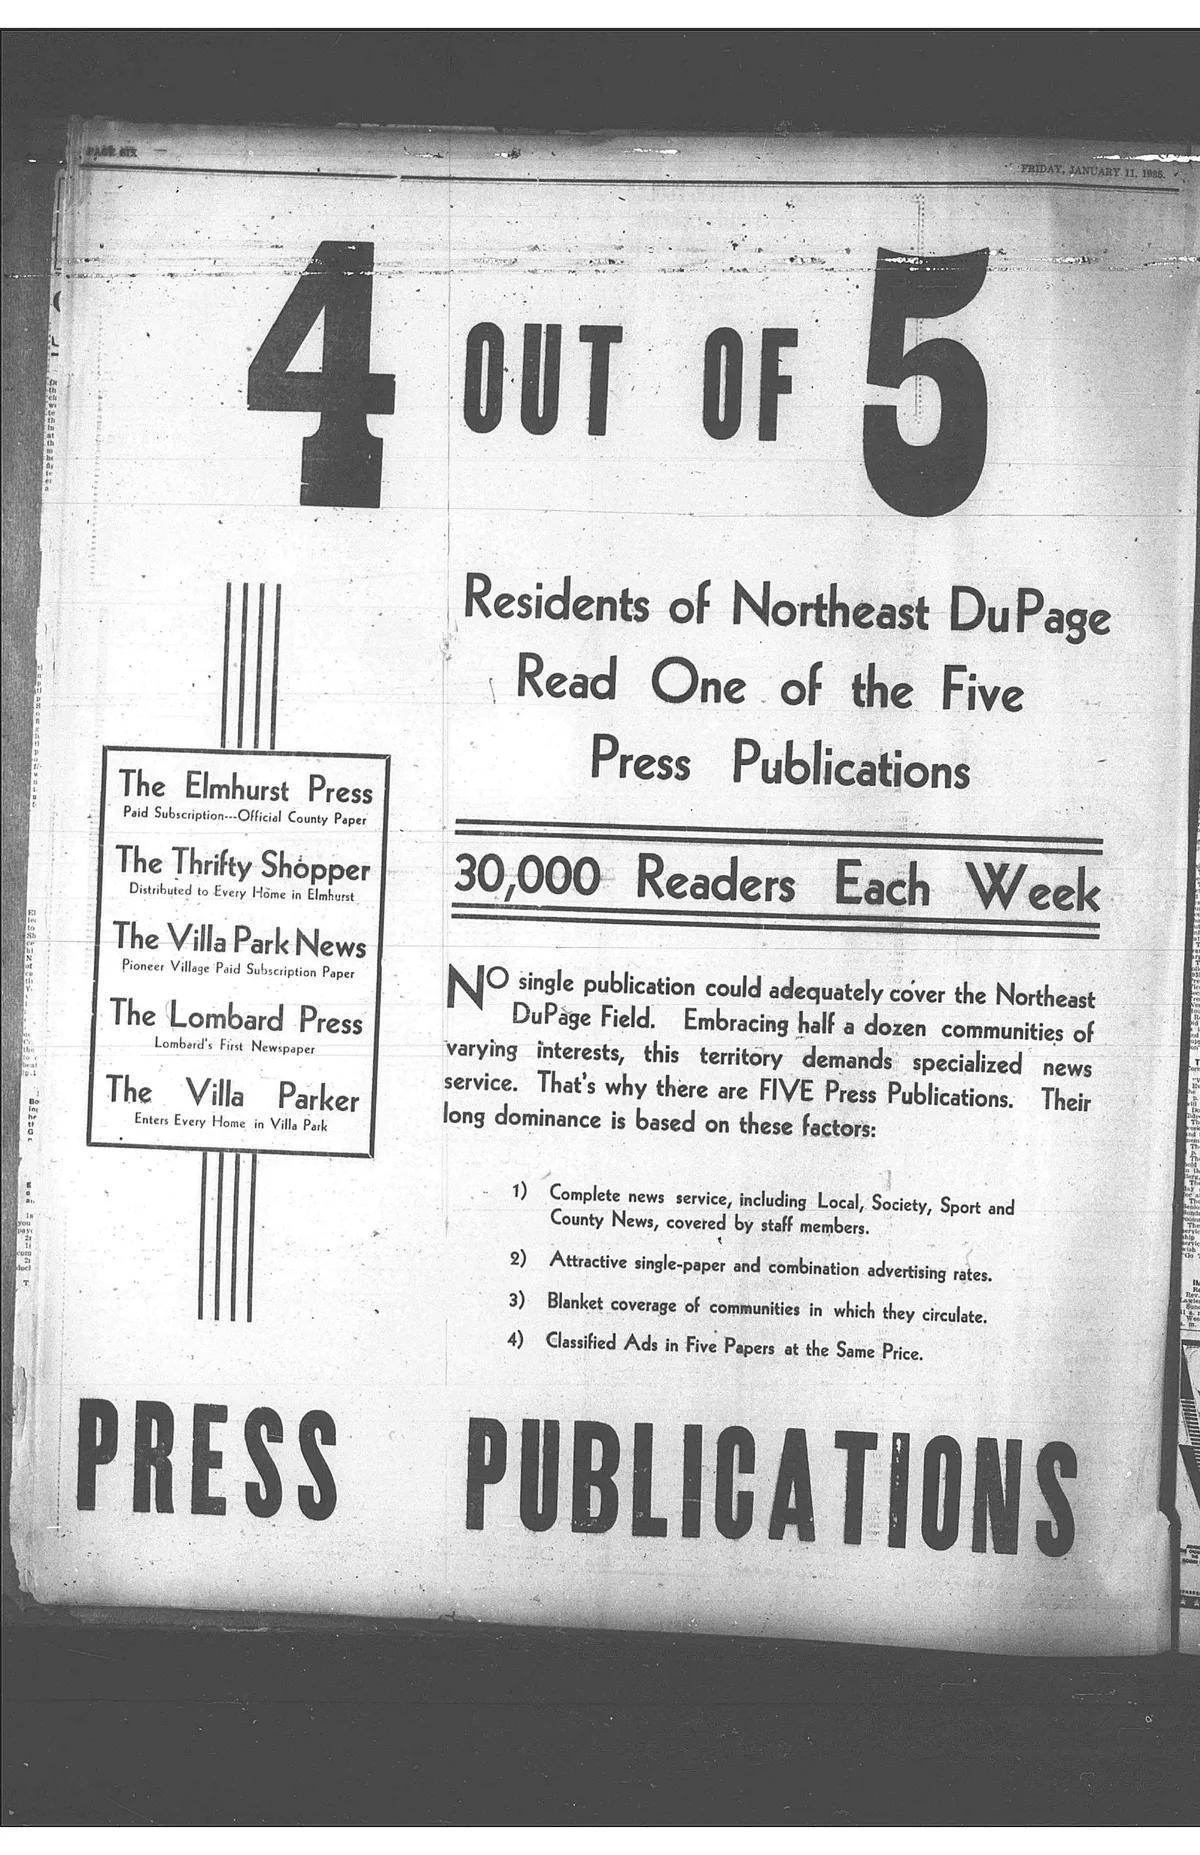 PAGE SIX
FRIDAY, JANUARY 11, 1935.
4 OUT OF 5
Residents of Northeast DuPage
Read One of the Five
Press Publications
30,000 Readers Each Week
The Elmhurst Press
Paid Subscription---Official County Paper
The Thrifty Shopper
Distributed to Every Home in Elmhurst
The Villa Park News
Pioneer Village Paid Subscription Paper
The Lombard Press
Lombard's First Newspaper
The Villa Parker
Enters Every Home in Villa Park
NO single publication could adequately cover the Northeast
DuPage Field. Embracing half a dozen communities of
varying interests, this territory demands specialized news
service. That's why there are FIVE Press Publications. Their
long dominance is based on these factors:
1) Complete news service, including Local, Society, Sport and
County News, covered by staff members.
2) Attractive single-paper and combination advertising rates.
3) Blanket coverage of communities in which they circulate.
4) Classified Ads in Five Papers at the Same Price.
PRESS PUBLICATIONS